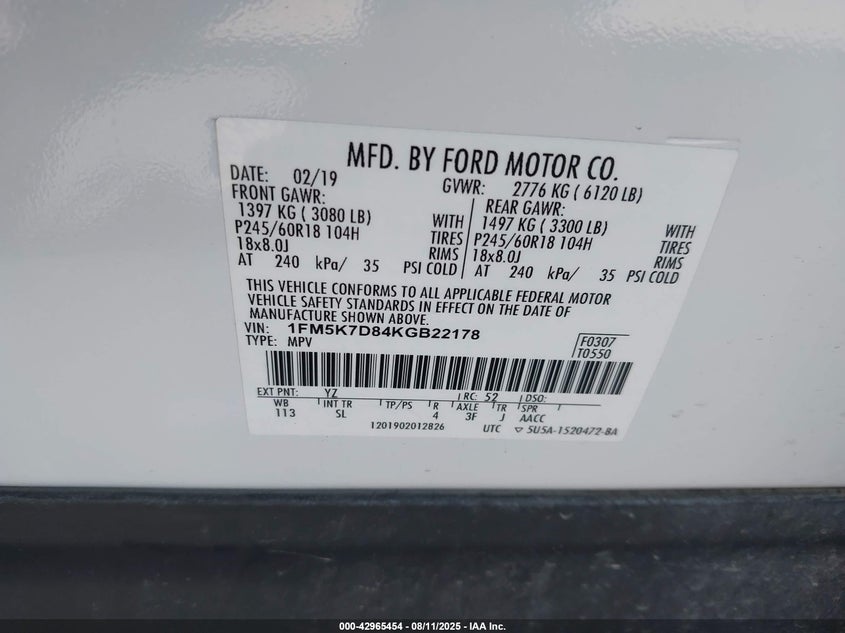 MFD. BY FORD MOTOR CO.
DATE: 02/19 GVWR: 2776 KG ( 6120 LB)
FRONT GAWR: REAR GAWR:
1397 KG ( 3080 LB) WITH 1497 KG ( 3300 LB) WITH
P245/60R18 104H TIRES P245/60R18 104H TIRES
18x8.0J RIMS 18x8.0J RIMS
AT 240 kPa/ 35 PSI COLD AT 240 kPa/ 35 PSI COLD
THIS VEHICLE CONFORMS TO ALL APPLICABLE FEDERAL MOTOR
VEHICLE SAFETY STANDARDS IN EFFECT ON THE DATE OF
MANUFACTURE SHOWN ABOVE.
VIN: 1FM5K7D84KGB22178
TYPE: MPV
F0307
T0550
EXT PNT: YZ RC: 52 DSO:
WB INT TR TP/PS R AXLE TR SPR
113 SL 4 3F J AACC
1201902012826 UTC ▽ 5U5A-1520472-8A
000-42965454 - 08/11/2025 - IAA Inc.